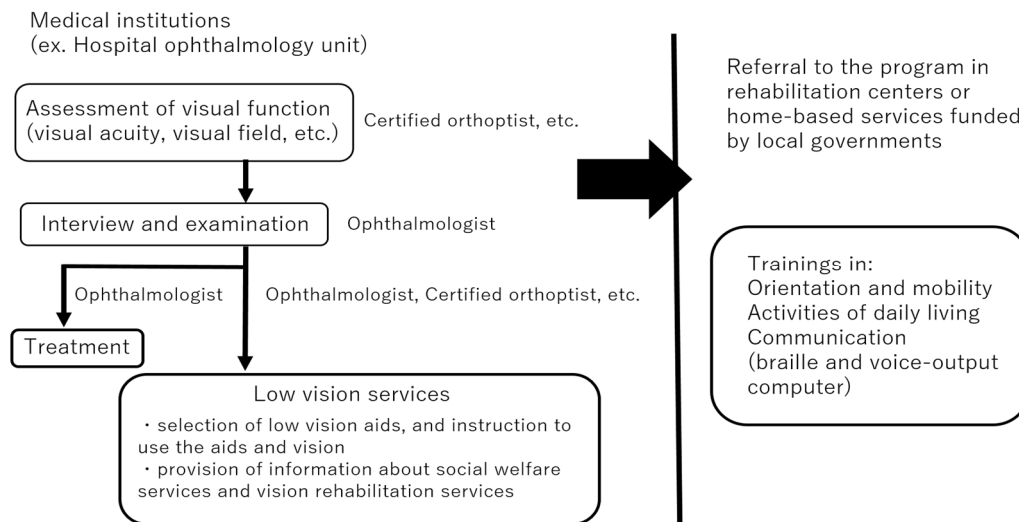 Medical institutions
(ex. Hospital ophthalmology unit)
Assessment of visual function
(visual acuity, visual field, etc.)
Certified orthoptist, etc.
Interview and examination
Ophthalmologist
Ophthalmologist
Ophthalmologist, Certified orthoptist, etc.
Treatment
Low vision services
・selection of low vision aids, and instruction to
use the aids and vision
・provision of information about social welfare
services and vision rehabilitation services
Referral to the program in
rehabilitation centers or
home-based services funded
by local governments
Trainings in:
Orientation and mobility
Activities of daily living
Communication
(braille and voice-output
computer)